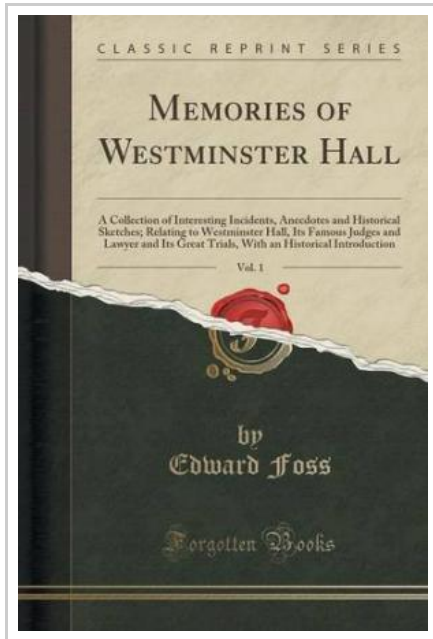 CLASSIC REPRINT SERIES
MEMORIES OF
WESTMINSTER HALL
A Collection of Interesting Incidents, Anecdotes and Historical
Sketches; Relating to Westminster Hall, Its Famous Judges and
Lawyer and Its Great Trials, With an Historical Introduction
Vol. 1
F
by
Edward Foss
Forgotten Books